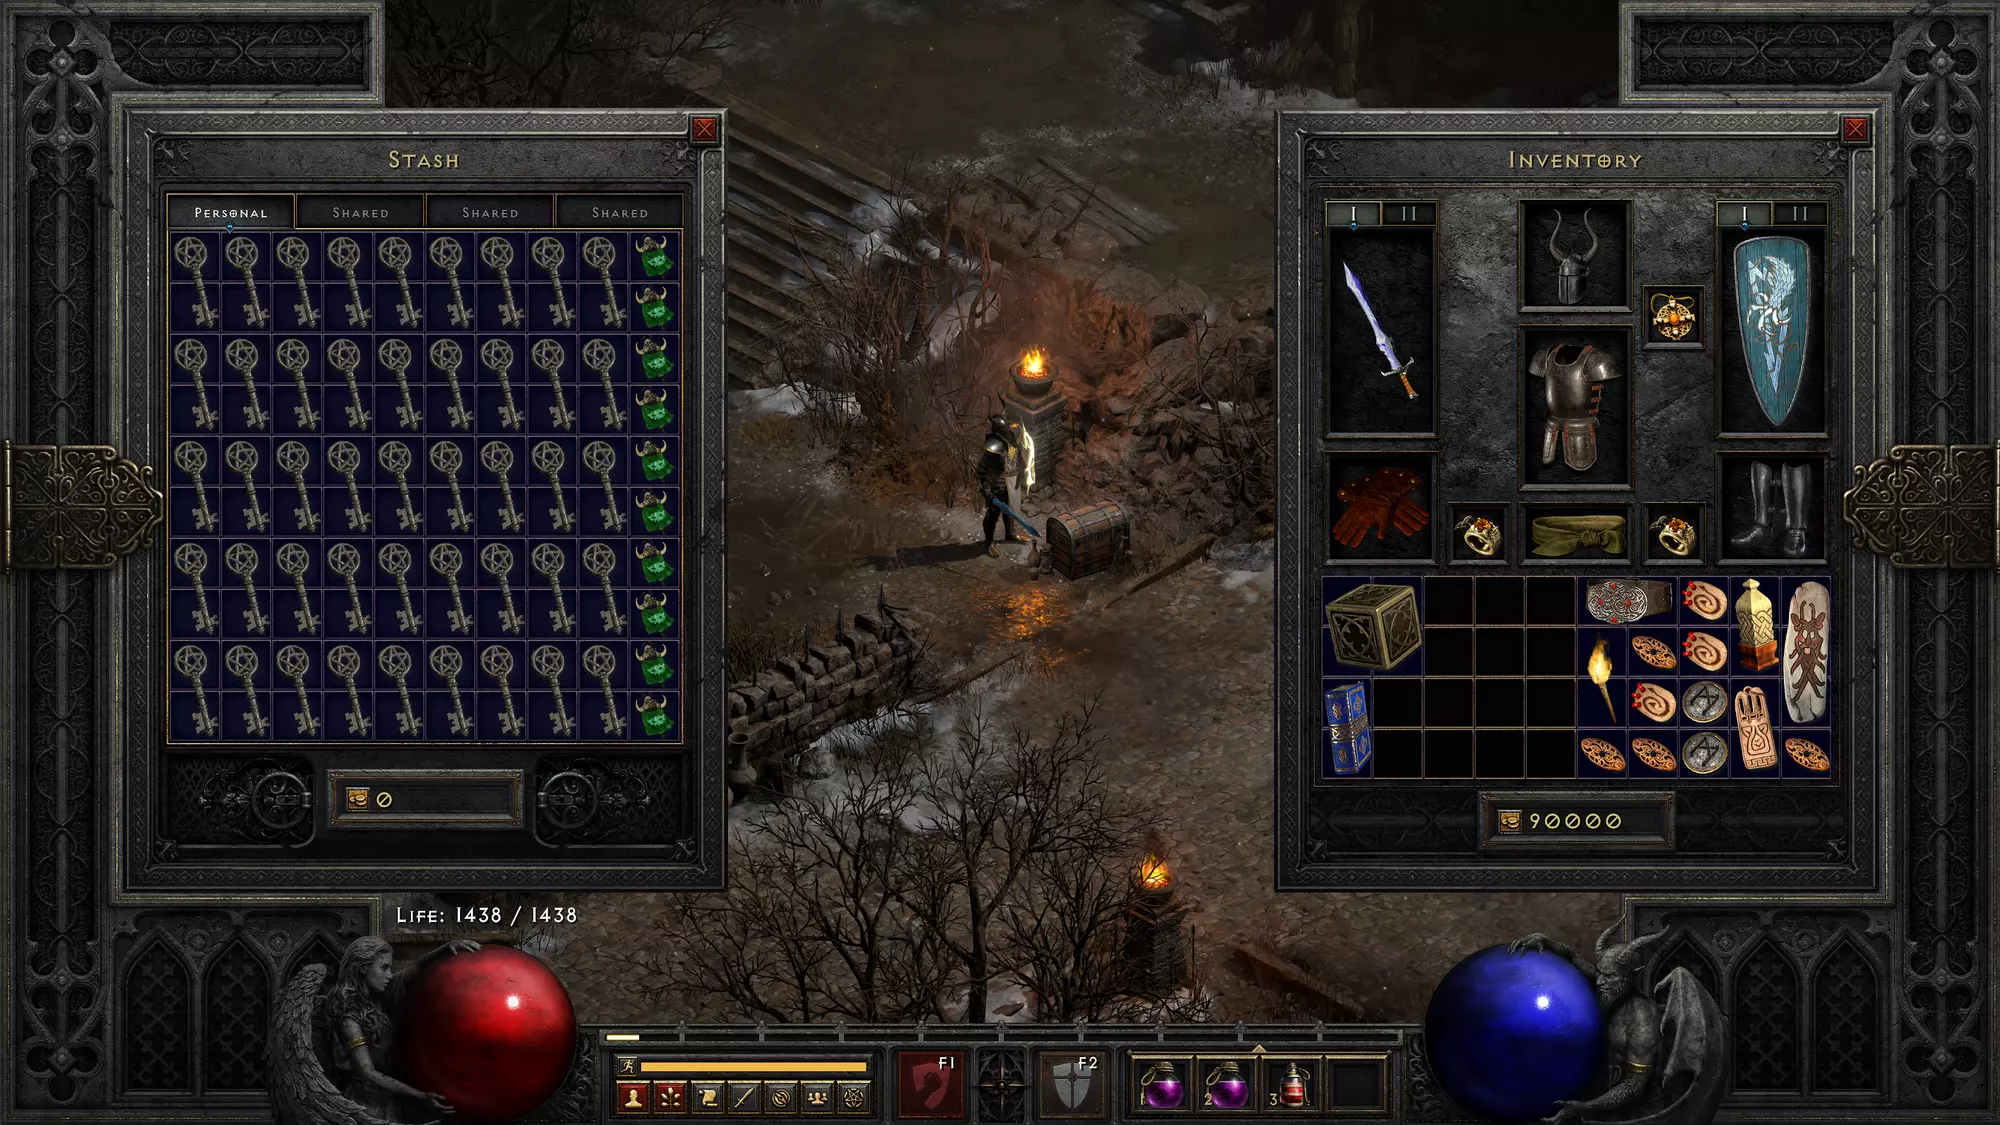 Stash
Inventory
Personal
Shared
Shared
Shared
I
II
I
II
0
90000
Life: 1438 / 1438
F1
F2
1
2
3